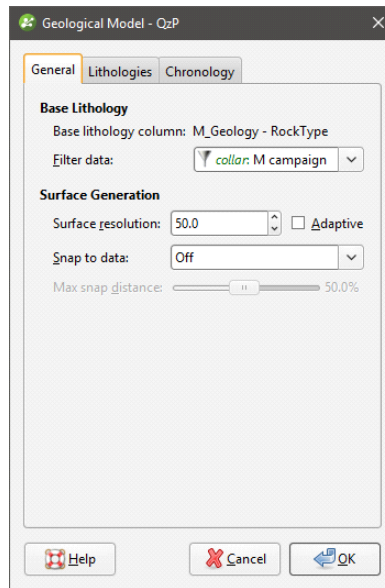 Geological Model - QzP
General Lithologies Chronology
Base Lithology
Base lithology column: M_Geology - RockType
Filter data: collar: M campaign
Surface Generation
Surface resolution: 50.0 Adaptive
Snap to data: Off
Max snap distance: 50.0%
Help Cancel OK